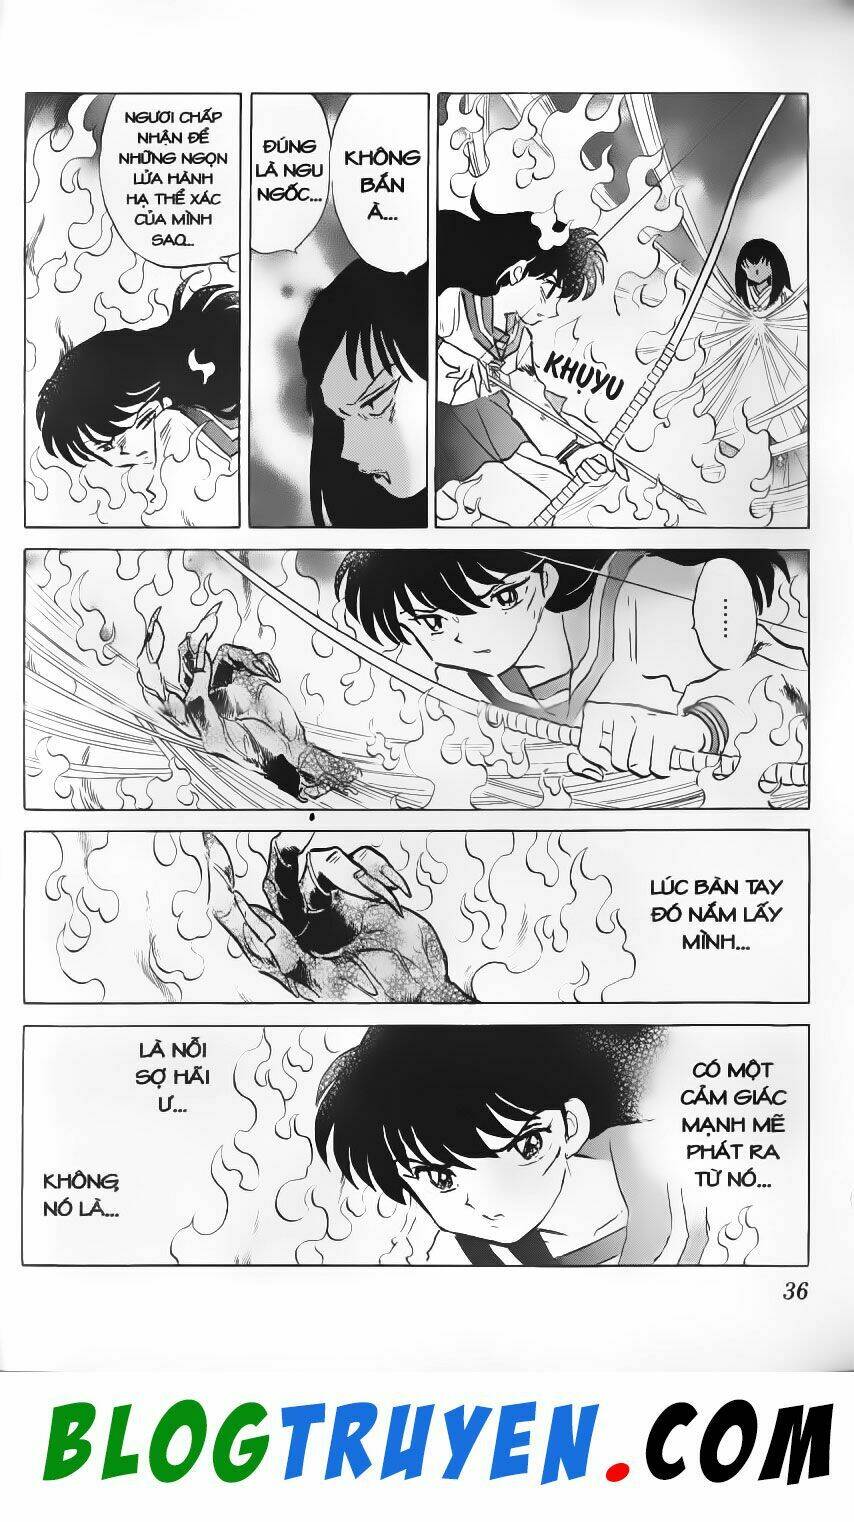 KHUỴU
KHÔNG
BẮN
À...
ĐÚNG
LÀ NGU
NGỐC...
NGƯƠI CHẤP
NHẬN ĐỂ
NHỮNG NGỌN
LỬA HÀNH
HẠ THỂ XÁC
CỦA MÌNH
SAO...
......
LÚC BÀN TAY
ĐÓ NẮM LẤY
MÌNH...
CÓ MỘT
CẢM GIÁC
MẠNH MẼ
PHÁT RA
TỪ NÓ...
LÀ NỖI
SỢ HÃI
Ư...
KHÔNG,
NÓ LÀ...
36
BLOGTRUYEN.COM